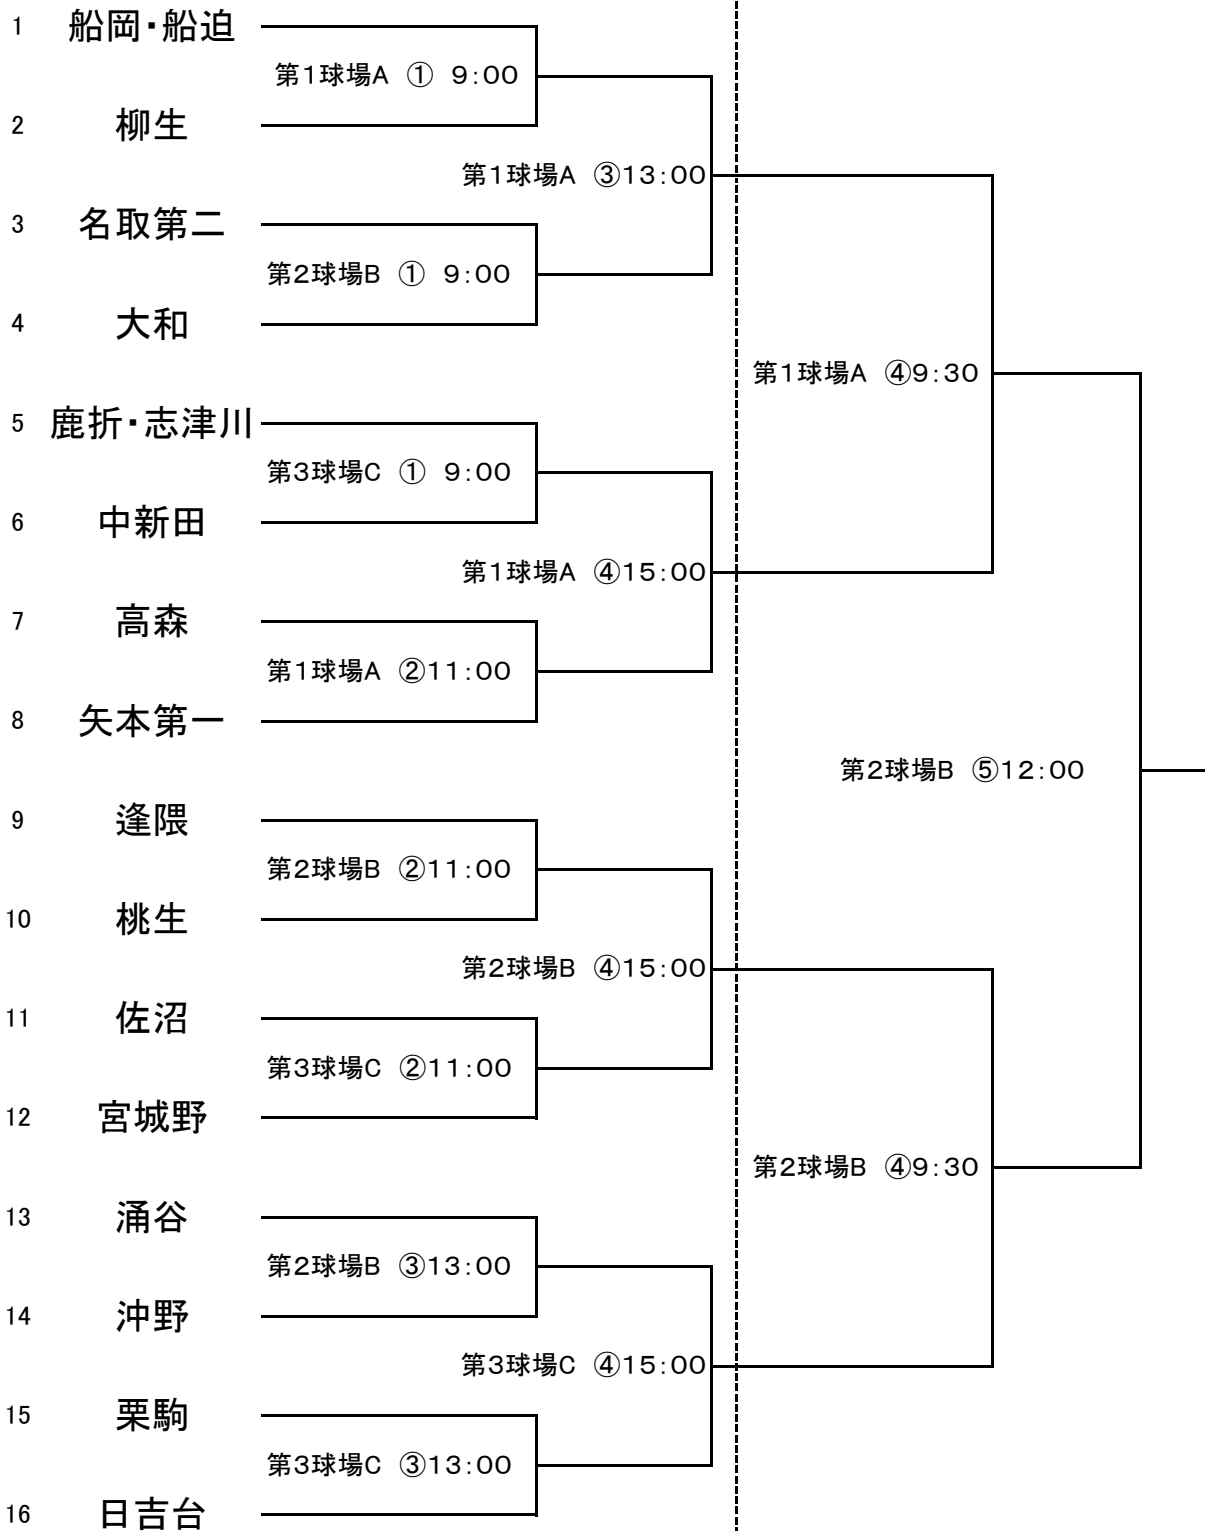 1 船岡・船迫
第1球場A ① 9:00
2 柳生
第1球場A ③13:00
3 名取第二
第2球場B ① 9:00
4 大和
第1球場A ④9:30
5 鹿折・志津川
第3球場C ① 9:00
6 中新田
第1球場A ④15:00
7 高森
第1球場A ②11:00
8 矢本第一
第2球場B ⑤12:00
9 逢隈
第2球場B ②11:00
10 桃生
第2球場B ④15:00
11 佐沼
第3球場C ②11:00
12 宮城野
第2球場B ④9:30
13 涌谷
第2球場B ③13:00
14 沖野
第3球場C ④15:00
15 栗駒
第3球場C ③13:00
16 日吉台